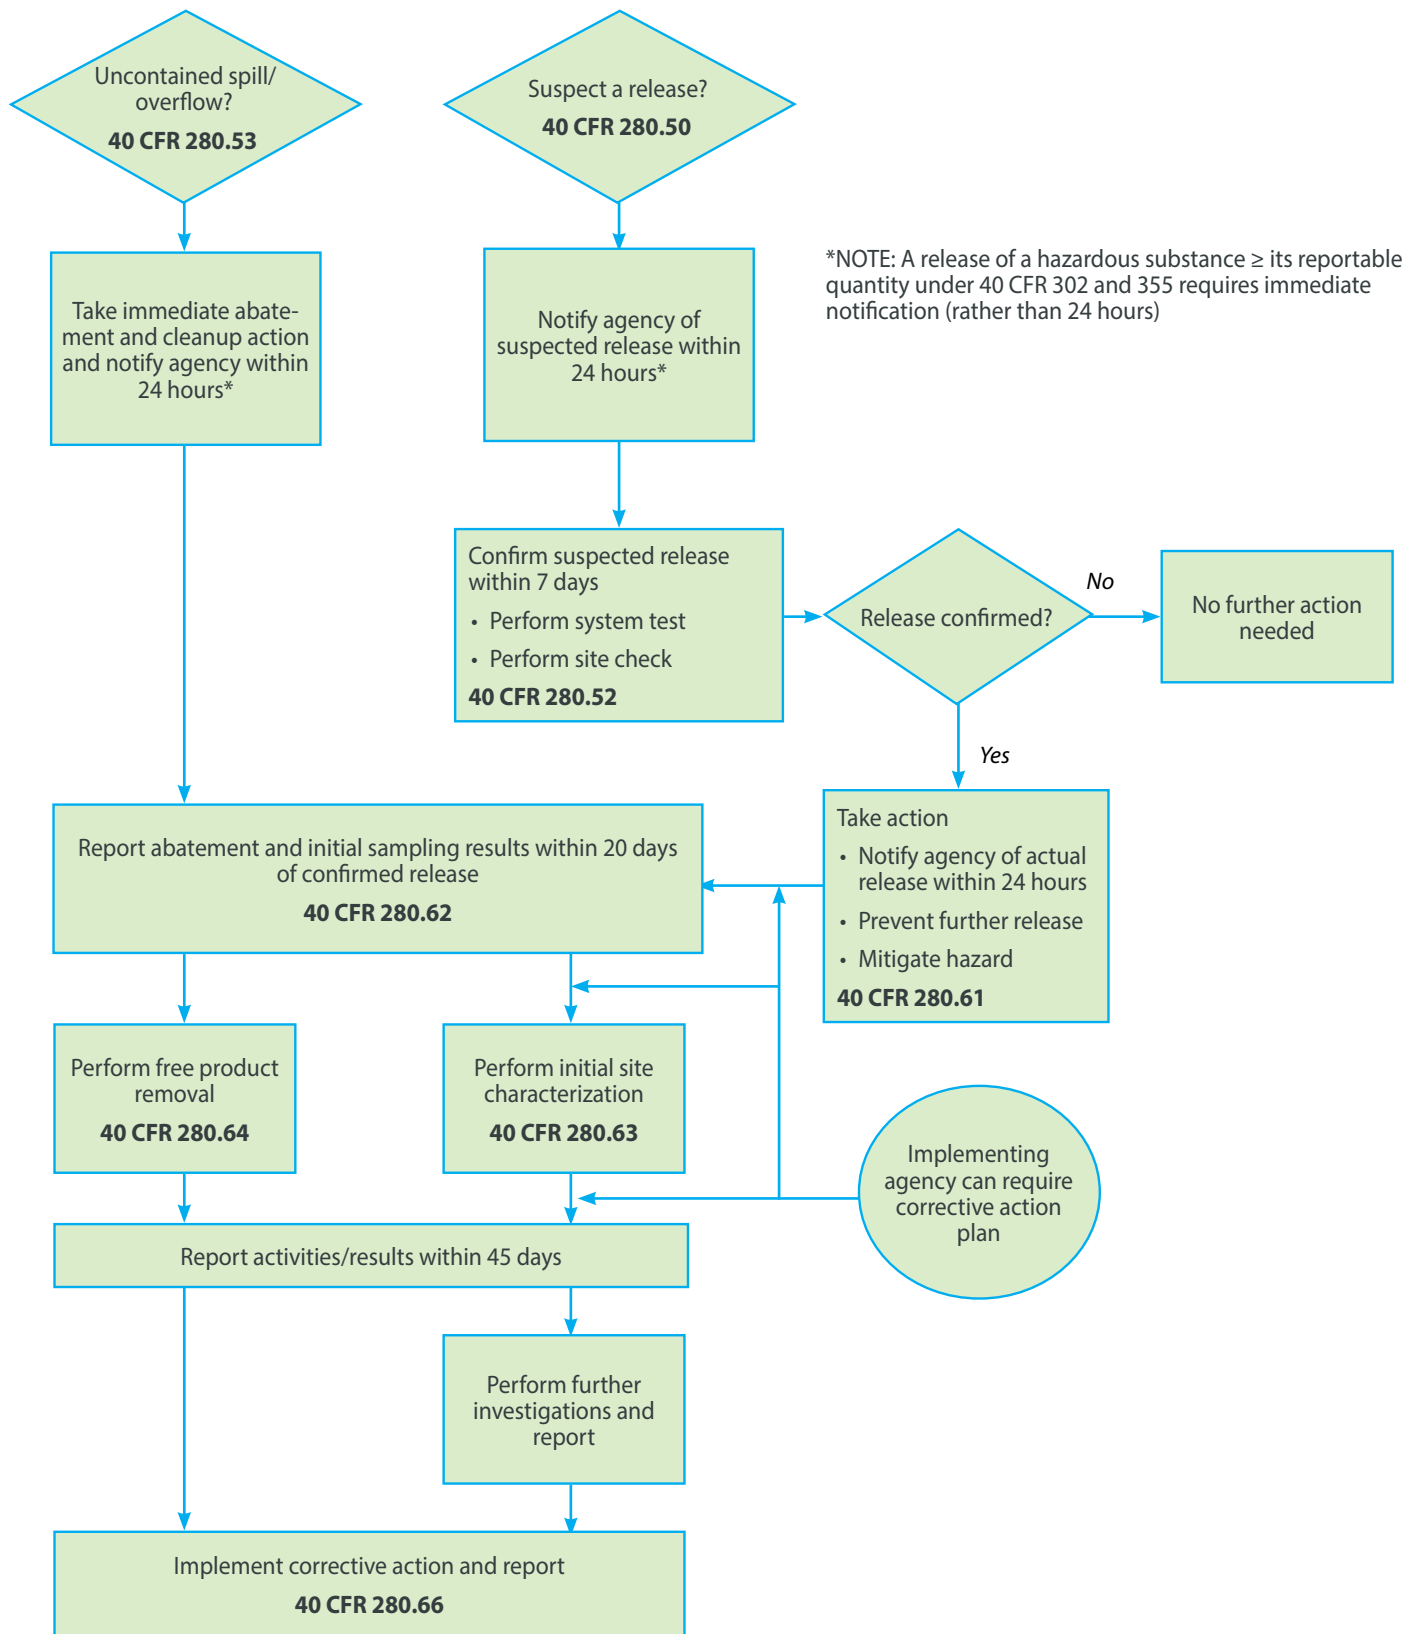 Uncontained spill/
overflow?
40 CFR 280.53
Suspect a release?
40 CFR 280.50
*NOTE: A release of a hazardous substance ≥ its reportable
quantity under 40 CFR 302 and 355 requires immediate
notification (rather than 24 hours)
Take immediate abate-
ment and cleanup action
and notify agency within
24 hours*
Notify agency of
suspected release within
24 hours*
Confirm suspected release
within 7 days
• Perform system test
• Perform site check
40 CFR 280.52
Release confirmed?
No
No further action
needed
Yes
Take action
• Notify agency of actual
release within 24 hours
• Prevent further release
• Mitigate hazard
40 CFR 280.61
Report abatement and initial sampling results within 20 days
of confirmed release
40 CFR 280.62
Perform free product
removal
40 CFR 280.64
Perform initial site
characterization
40 CFR 280.63
Implementing
agency can require
corrective action
plan
Report activities/results within 45 days
Perform further
investigations and
report
Implement corrective action and report
40 CFR 280.66